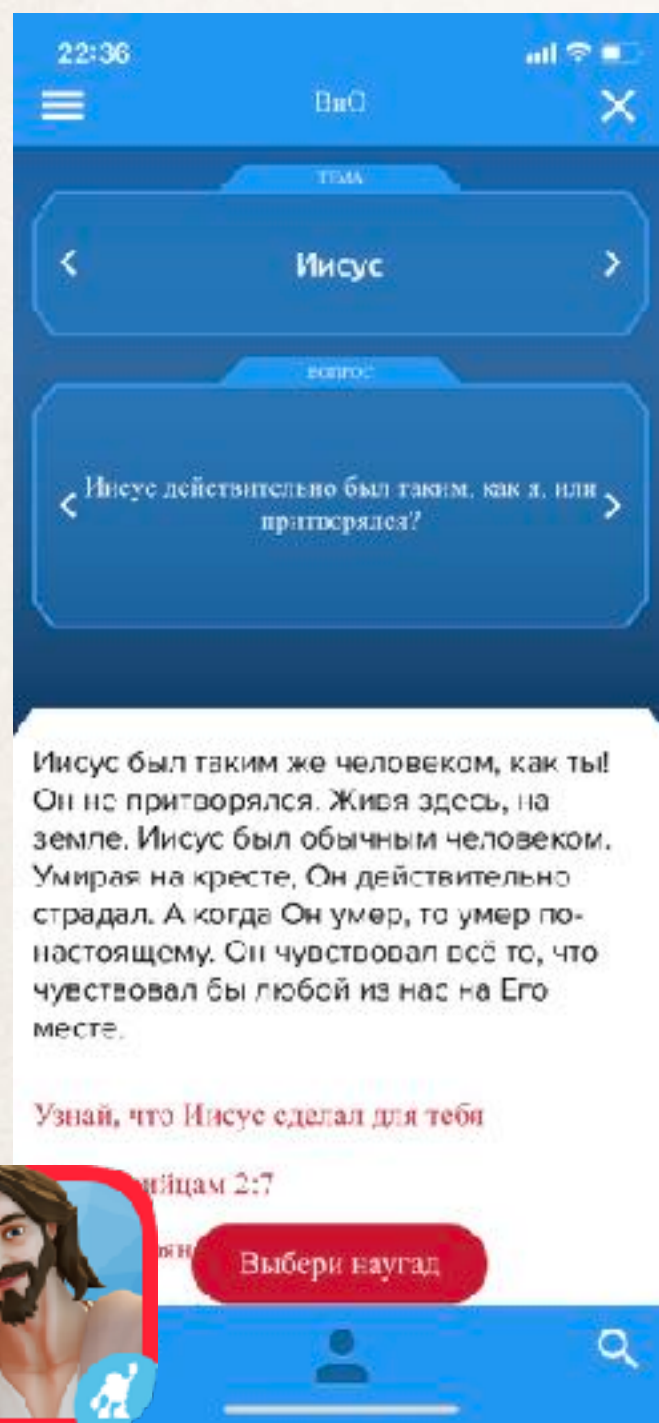 22:36
ВиО
ТЕМА
Иисус
ВОПРОС
Иисус действительно был таким, как я, или
притворялся?
Иисус был таким же человеком, как ты!
Он не притворялся. Живя здесь, на
земле, Иисус был обычным человеком.
Умирая на кресте, Он действительно
страдал. А когда Он умер, то умер по-
настоящему. Он чувствовал всё то, что
чувствовал бы любой из нас на Его
месте.
Узнай, что Иисус сделал для тебя
ийцам 2:7
Выбери наугад